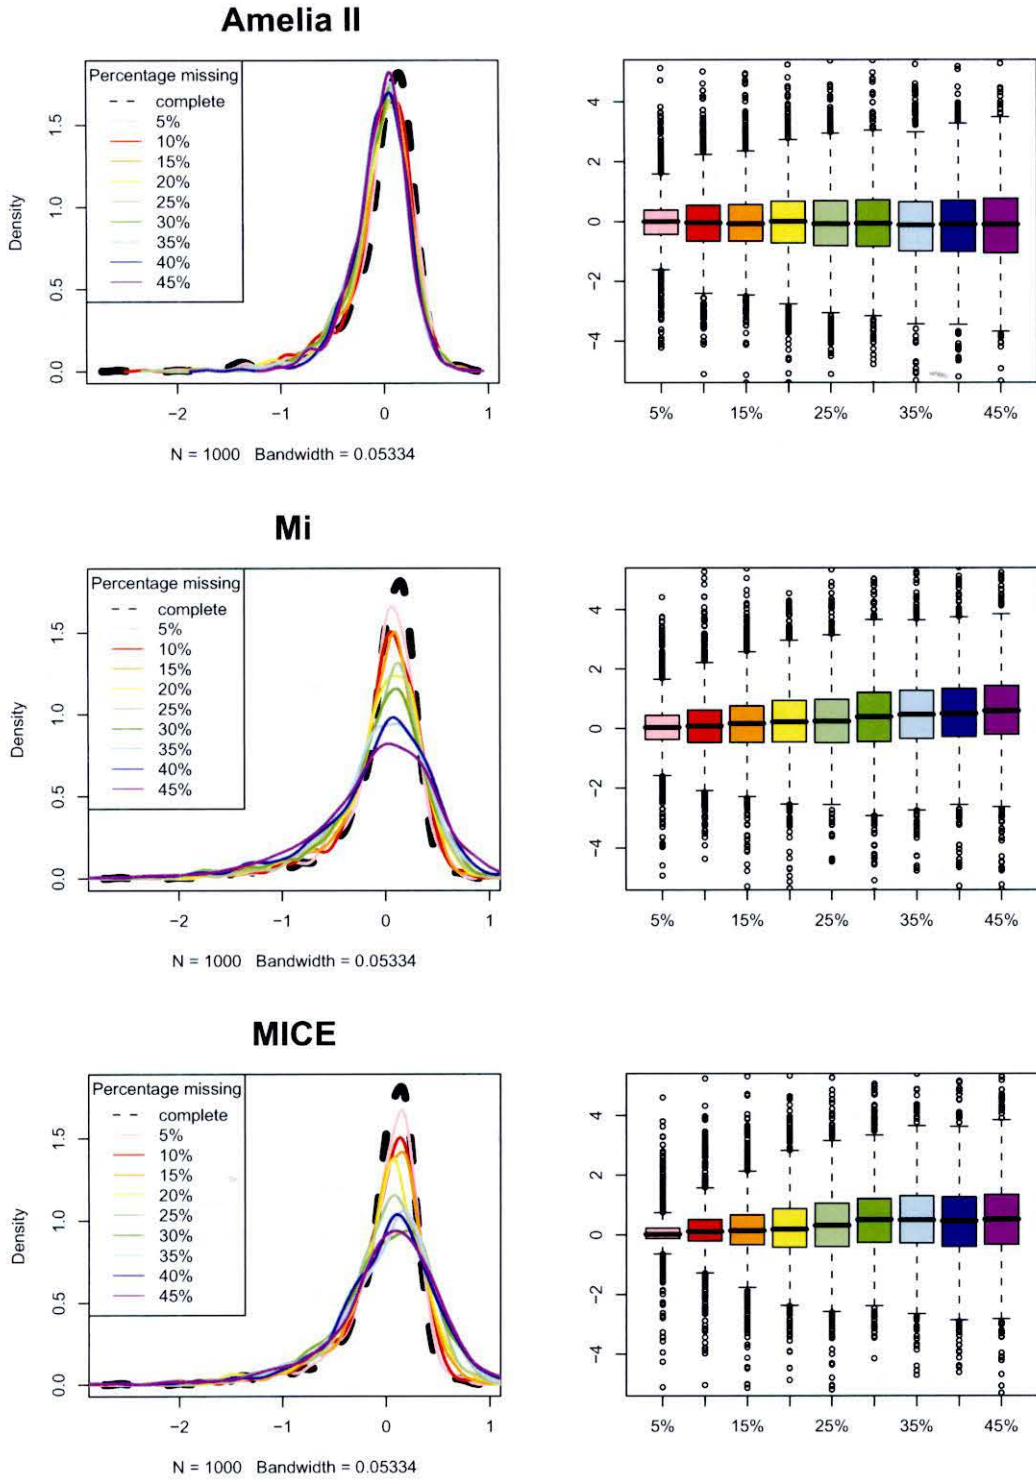 Amelia II
Percentage missing
complete
5%
10%
15%
20%
25%
30%
35%
40%
45%
Density
0.0 0.5 1.0 1.5
−2 −1 0 1
N = 1000 Bandwidth = 0.05334
4
2
0
−2
−4
5% 15% 25% 35% 45%
Mi
Percentage missing
complete
5%
10%
15%
20%
25%
30%
35%
40%
45%
Density
0.0 0.5 1.0 1.5
−2 −1 0 1
N = 1000 Bandwidth = 0.05334
4
2
0
2
−4
5% 15% 25% 35% 45%
MICE
Percentage missing
complete
5%
10%
15%
20%
25%
30%
35%
40%
45%
Density
0.0 0.5 1.0 1.5
−2 −1 0 1
N = 1000 Bandwidth = 0.05334
4
2
0
−2
−4
5% 15% 25% 35% 45%